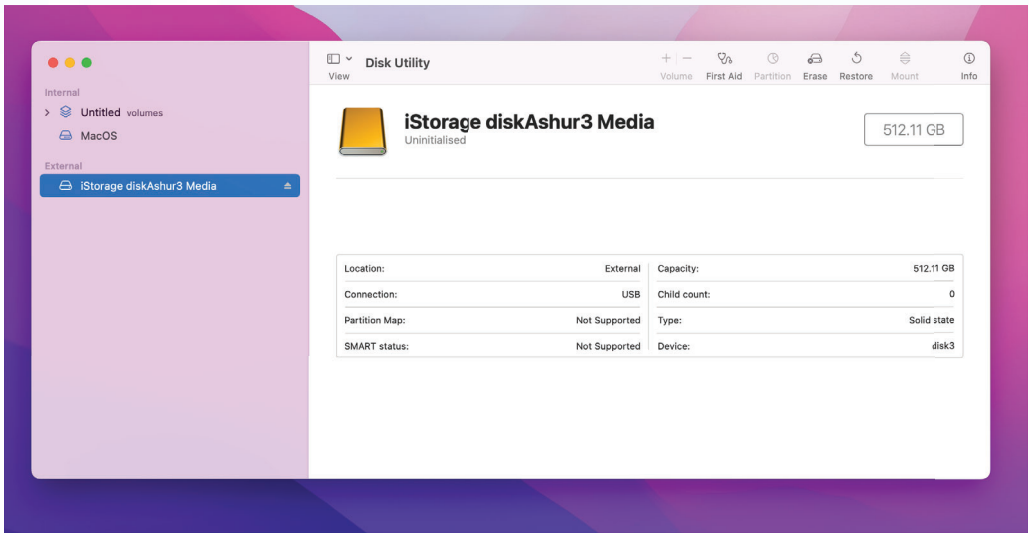 Disk Utility
View
Volume First Aid Partition Erase Restore Mount Info
Internal
Untitled volumes
MacOS
External
iStorage diskAshur3 Media
iStorage diskAshur3 Media
Uninitialised
512.11 GB
Location: External Capacity: 512.11 GB
Connection: USB Child count: 0
Partition Map: Not Supported Type: Solid state
SMART status: Not Supported Device: disk3